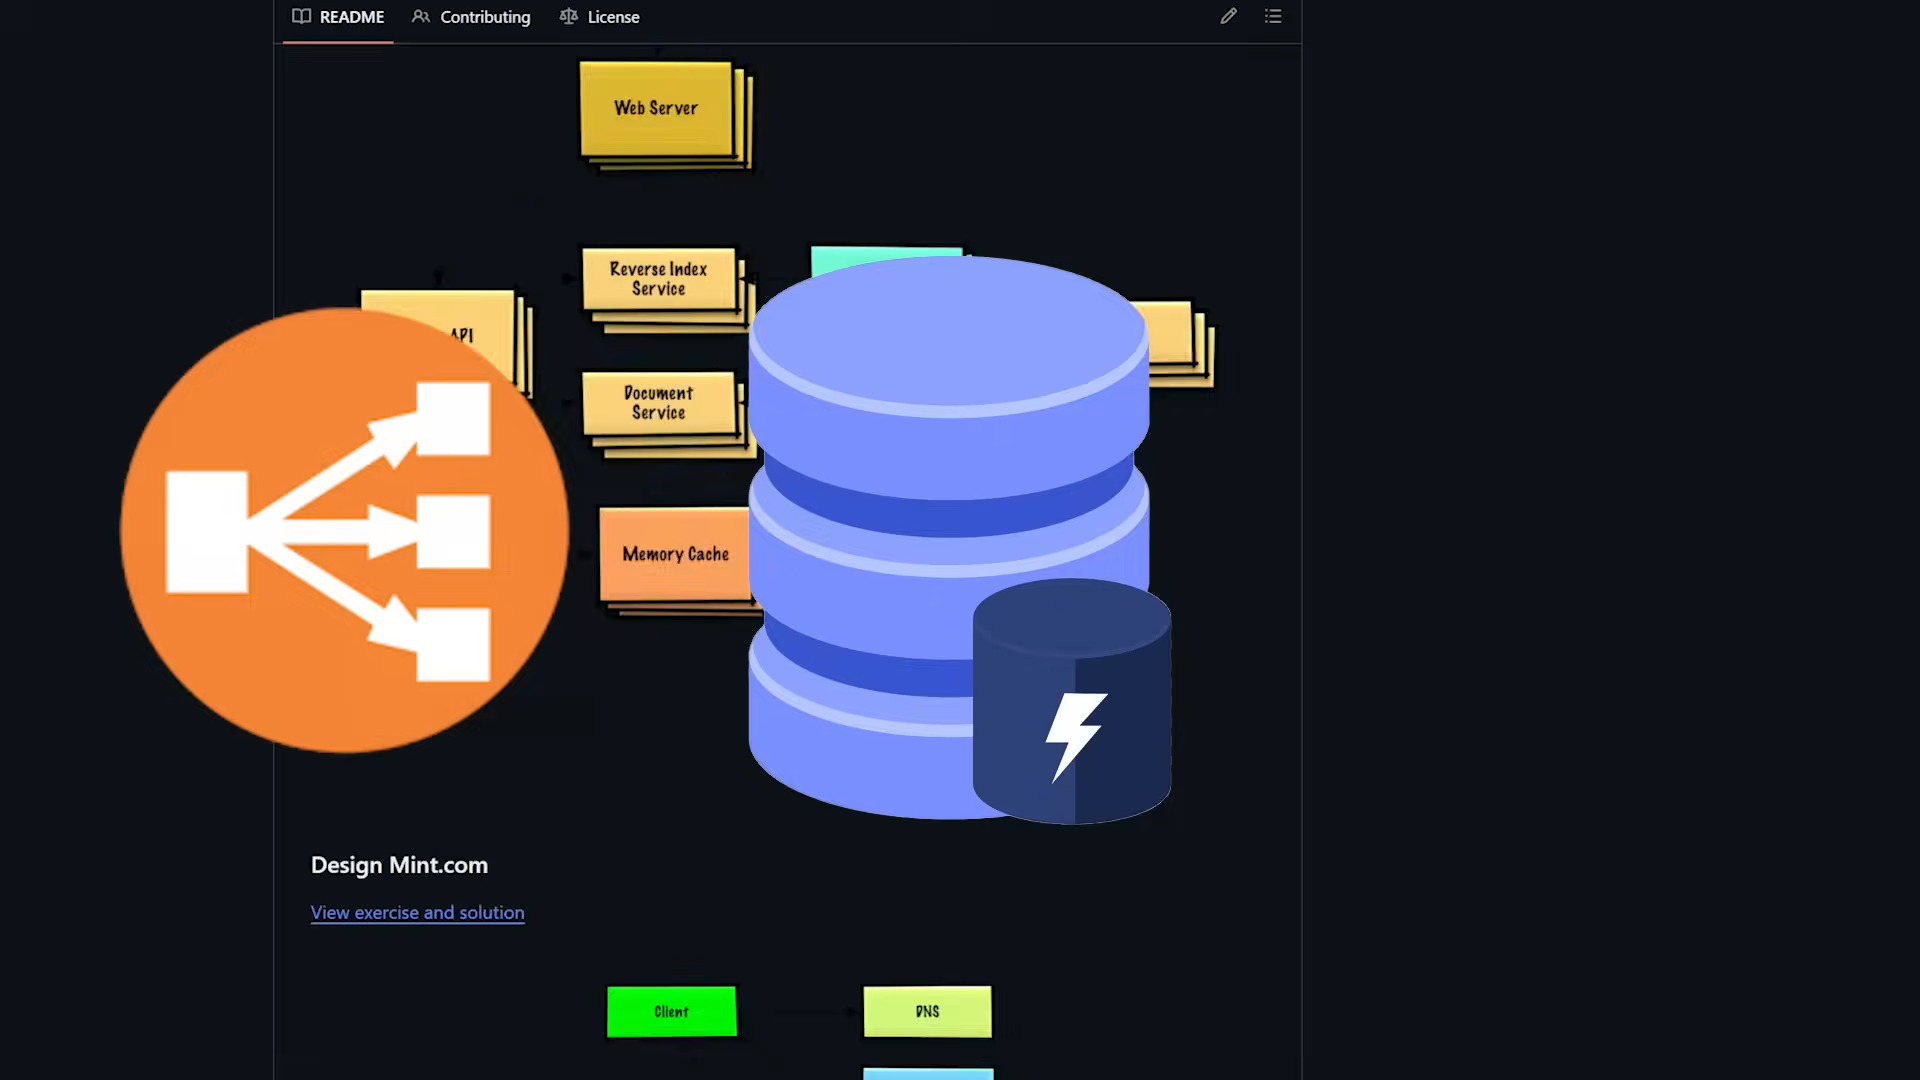 README
Contributing
License
Web Server
Reverse Index
Service
API
Document
Service
Memory Cache
Design Mint.com
View exercise and solution
Client
DNS